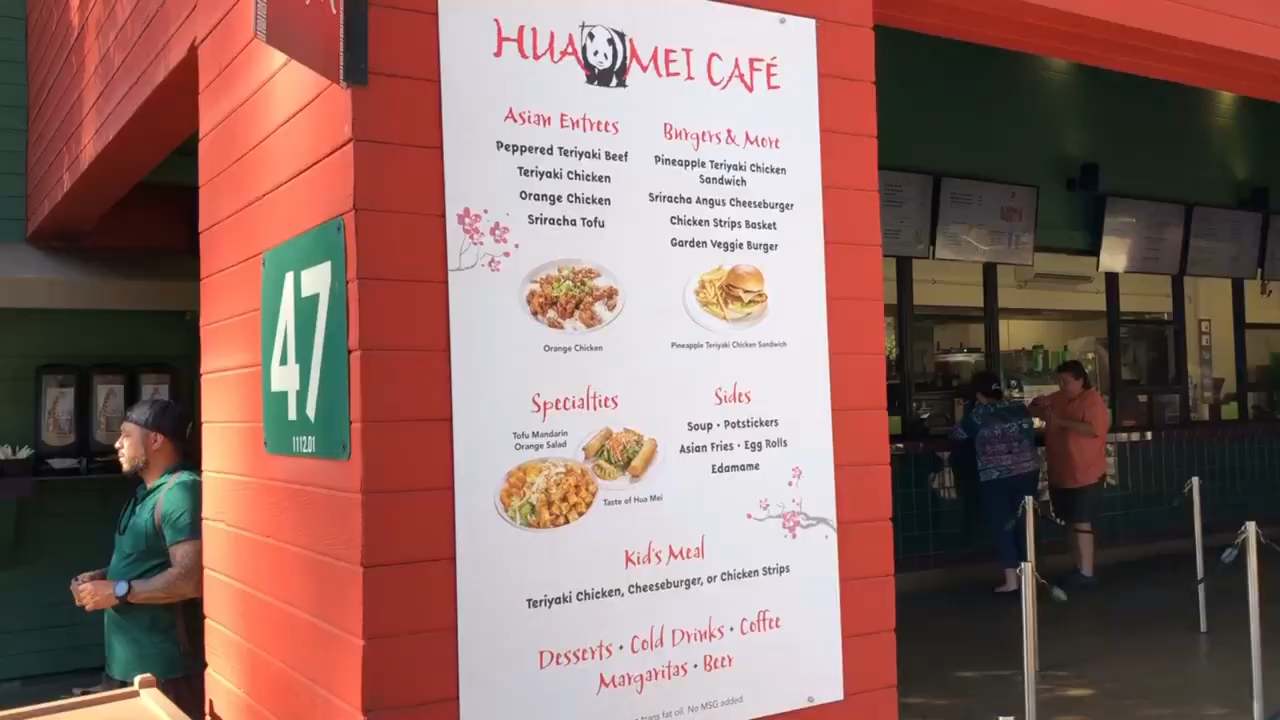 HUA MEI CAFÉ
Asian Entrees
Peppered Teriyaki Beef
Teriyaki Chicken
Orange Chicken
Sriracha Tofu
Orange Chicken
Burgers & More
Pineapple Teriyaki Chicken
Sandwich
Sriracha Angus Cheeseburger
Chicken Strips Basket
Garden Veggie Burger
Pineapple Teriyaki Chicken Sandwich
Specialties
Tofu Mandarin
Orange Salad
Taste of Hua Mei
Sides
Soup • Potstickers
Asian Fries • Egg Rolls
Edamame
Kid's Meal
Teriyaki Chicken, Cheeseburger, or Chicken Strips
Desserts • Cold Drinks • Coffee
Margaritas • Beer
trans fat oil. No MSG added.
47
1112.01